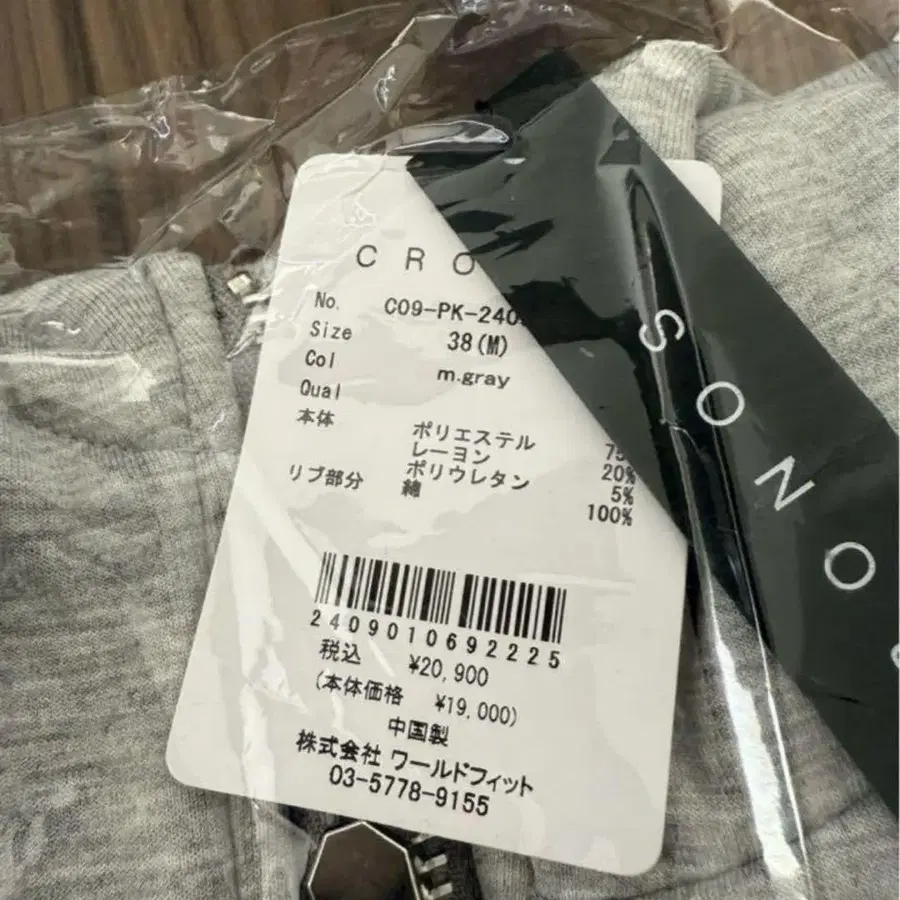 CRO
No. C09-PK-240
Size 38(M)
Col m.gray
Qual
本体 ポリエステル
レーヨン 20%
ポリウレタン 5%
リブ部分 綿 100%
2409010692225
税込 ¥20,900
(本体価格 ¥19,000)
中国製
株式会社 ワールドフィット
03-5778-9155
SONO